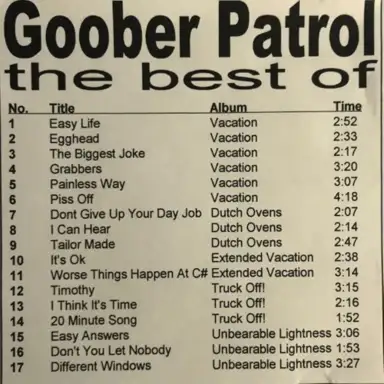 Goober Patrol
the best of
No. Title Album Time
1 Easy Life Vacation 2:52
2 Egghead Vacation 2:33
3 The Biggest Joke Vacation 2:17
4 Grabbers Vacation 3:20
5 Painless Way Vacation 3:07
6 Piss Off Vacation 4:18
7 Dont Give Up Your Day Job Dutch Ovens 2:07
8 I Can Hear Dutch Ovens 2:14
9 Tailor Made Dutch Ovens 2:47
10 It's Ok Extended Vacation 2:38
11 Worse Things Happen At C# Extended Vacation 3:14
12 Timothy Truck Off! 3:15
13 I Think It's Time Truck Off! 2:16
14 20 Minute Song Truck Off! 1:52
15 Easy Answers Unbearable Lightness 3:06
16 Don't You Let Nobody Unbearable Lightness 1:53
17 Different Windows Unbearable Lightness 3:27